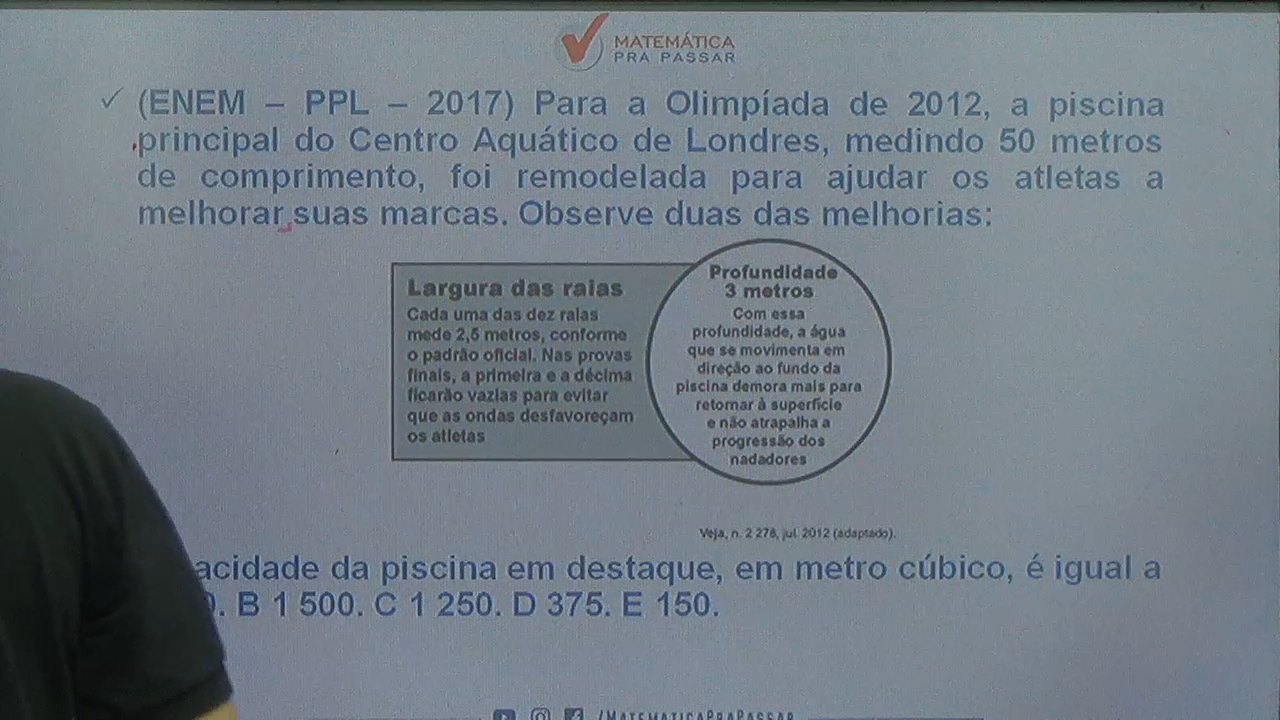 MATEMÁTICA
PRA PASSAR
✓ (ENEM – PPL – 2017) Para a Olimpíada de 2012, a piscina
principal do Centro Aquático de Londres, medindo 50 metros
de comprimento, foi remodelada para ajudar os atletas a
melhorar suas marcas. Observe duas das melhorias:
Largura das raias
Cada uma das dez raias
mede 2,5 metros, conforme
o padrão oficial. Nas provas
finais, a primeira e a décima
ficarão vazias para evitar
que as ondas desfavoreçam
os atletas
Profundidade
3 metros
Com essa
profundidade, a água
que se movimenta em
direção ao fundo da
piscina demora mais para
retornar à superfície
e não atrapalha a
progressão dos
nadadores
Veja, n. 2 278, jul. 2012 (adaptado).
acidade da piscina em destaque, em metro cúbico, é igual a
. B 1 500. C 1 250. D 375. E 150.
/MATEMATICAPRAPASSAR